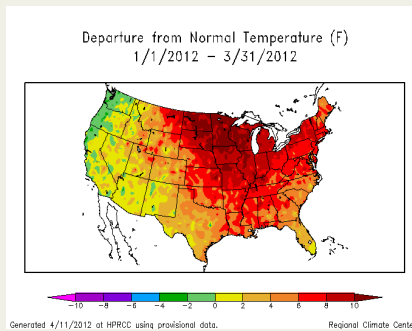 Departure from Normal Temperature (F)
1/1/2012 - 3/31/2012
-10 -8 -6 -4 -2 0 2 4 6 8 10
Generated 4/11/2012 at HPRCC using provisional data.
Regional Climate Cente